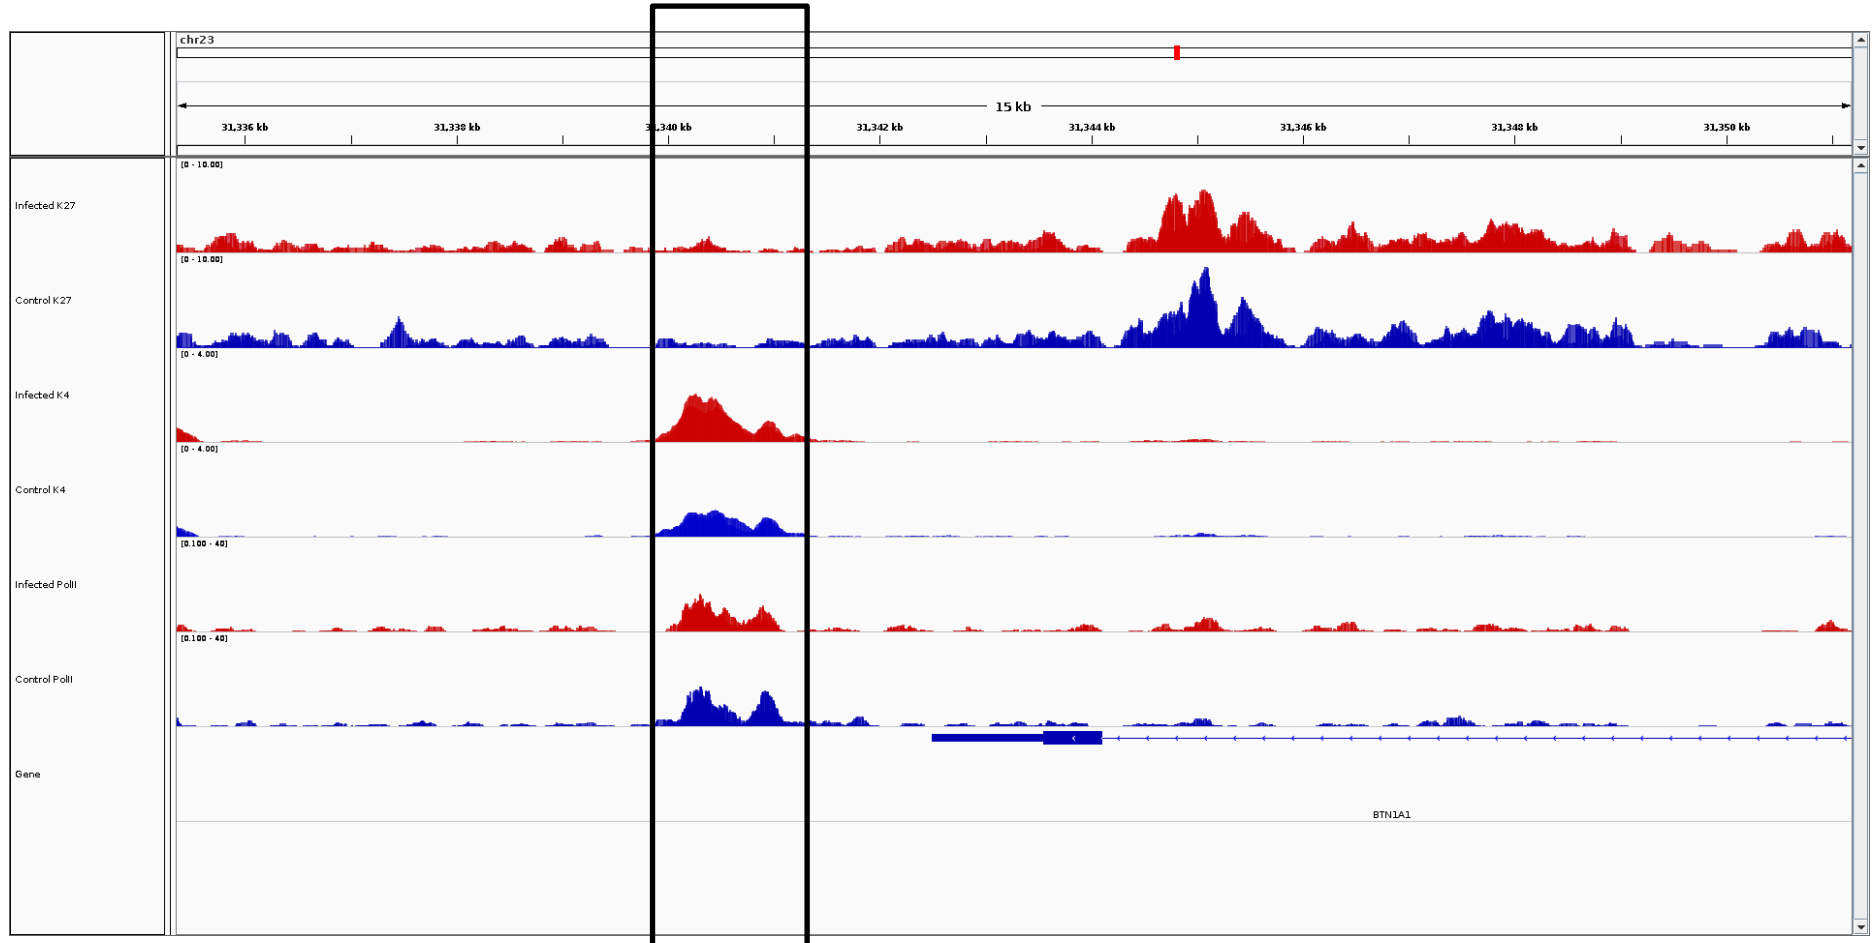 chr23
15 kb
31,336 kb 31,338 kb 31,340 kb 31,342 kb 31,344 kb 31,346 kb 31,348 kb 31,350 kb
[0 - 10.00]
Infected K27
[0 - 10.00]
Control K27
[0 - 4.00]
Infected K4
[0 - 4.00]
Control K4
[0.100 - 40]
Infected PolII
[0.100 - 40]
Control PolII
Gene
BTN1A1